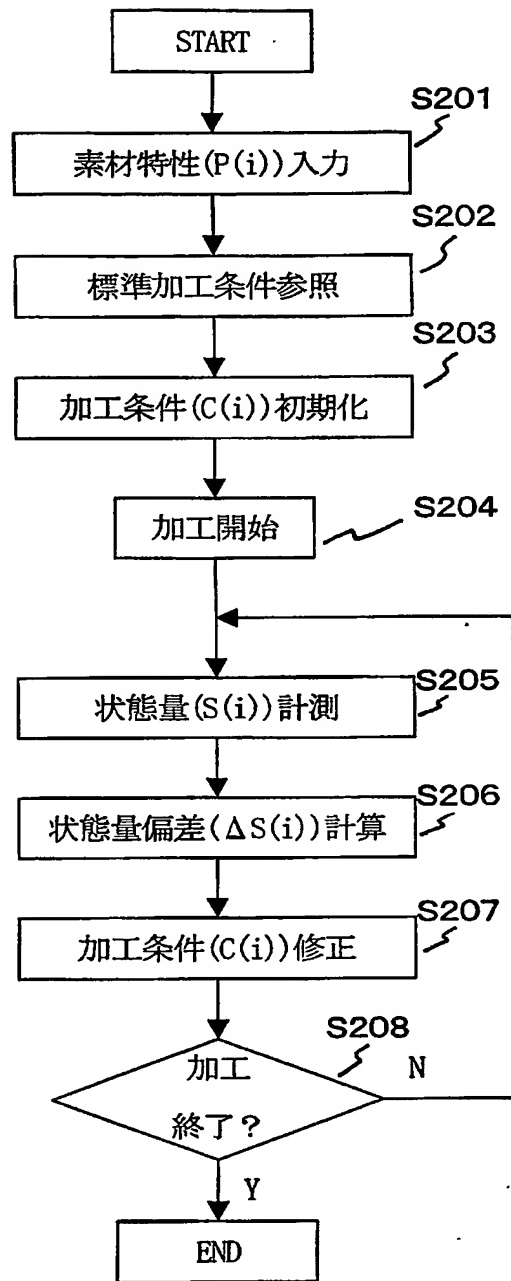 START
S201
素材特性(P(i))入力
S202
標準加工条件参照
S203
加工条件(C(i))初期化
S204
加工開始
S205
状態量(S(i))計測
S206
状態量偏差(ΔS(i))計算
S207
加工条件(C(i))修正
S208
加工
終了?
N
Y
END